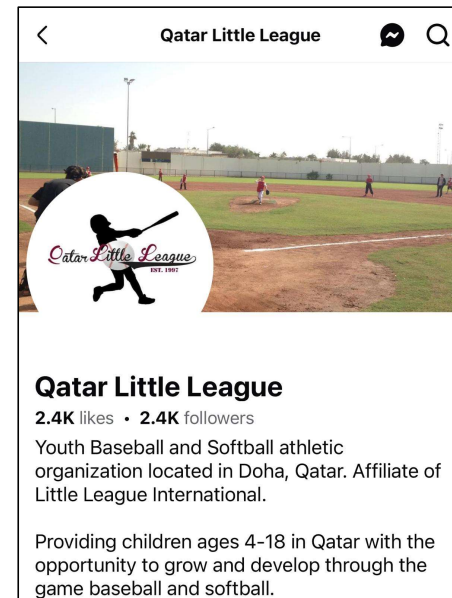 Qatar Little League
Qatar Little League
EST. 1997
Qatar Little League
2.4K likes • 2.4K followers
Youth Baseball and Softball athletic
organization located in Doha, Qatar. Affiliate of
Little League International.
Providing children ages 4-18 in Qatar with the
opportunity to grow and develop through the
game baseball and softball.